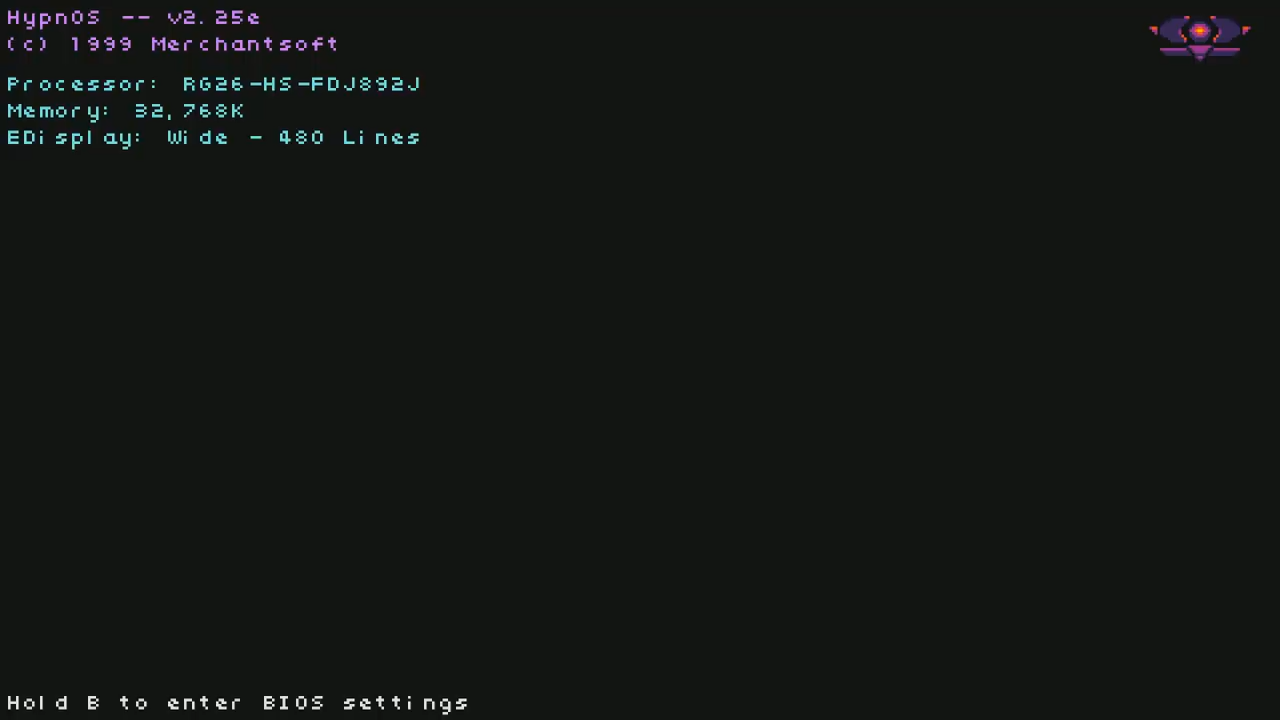 HypnOS -- v2.25e
(c) 1999 Merchantsoft
Processor: RG26-HS-FDJ892J
Memory: 32,768K
EDisplay: Wide - 480 Lines
Hold B to enter BIOS settings